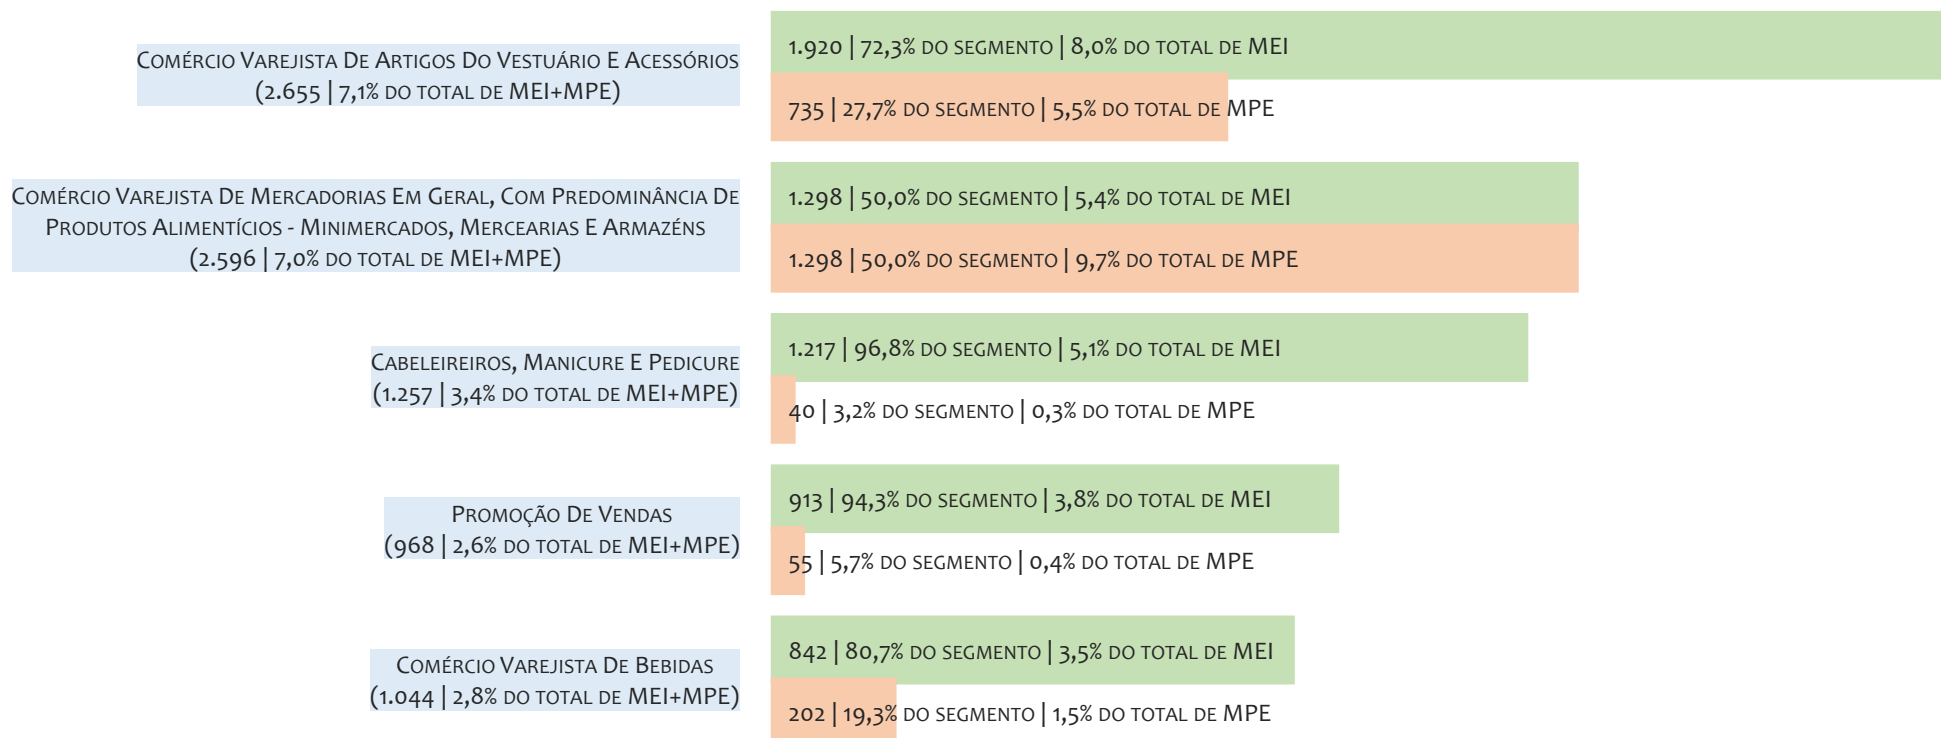 Comércio Varejista De Artigos Do Vestuário E Acessórios
(2.655 | 7,1% do total de MEI+MPE)
1.920 | 72,3% do segmento | 8,0% do total de MEI
735 | 27,7% do segmento | 5,5% do total de MPE
Comércio Varejista De Mercadorias Em Geral, Com Predominância De
Produtos Alimentícios - Minimercados, Mercearias E Armazéns
(2.596 | 7,0% do total de MEI+MPE)
1.298 | 50,0% do segmento | 5,4% do total de MEI
1.298 | 50,0% do segmento | 9,7% do total de MPE
Cabeleireiros, Manicure E Pedicure
(1.257 | 3,4% do total de MEI+MPE)
1.217 | 96,8% do segmento | 5,1% do total de MEI
40 | 3,2% do segmento | 0,3% do total de MPE
Promoção De Vendas
(968 | 2,6% do total de MEI+MPE)
913 | 94,3% do segmento | 3,8% do total de MEI
55 | 5,7% do segmento | 0,4% do total de MPE
Comércio Varejista De Bebidas
(1.044 | 2,8% do total de MEI+MPE)
842 | 80,7% do segmento | 3,5% do total de MEI
202 | 19,3% do segmento | 1,5% do total de MPE